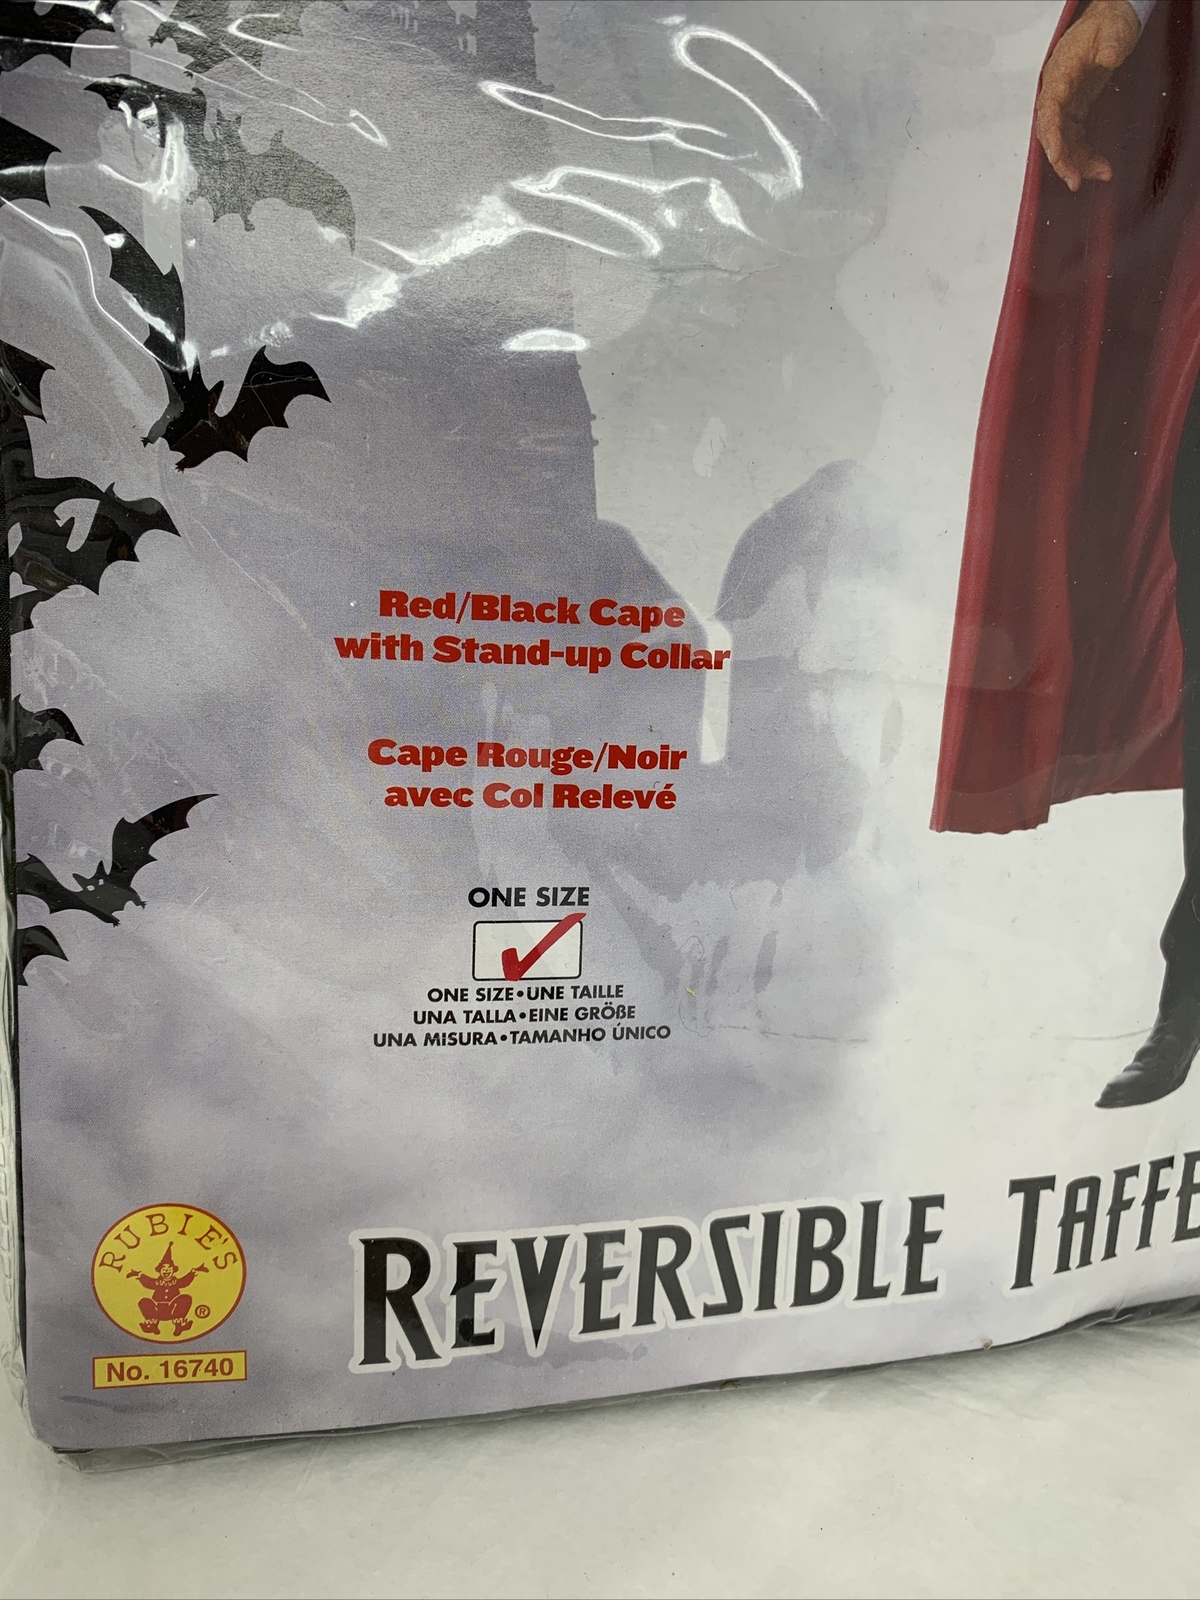 Red/Black Cape
with Stand-up Collar
Cape Rouge/Noir
avec Col Relevé
ONE SIZE
ONE SIZE•UNE TAILLE
UNA TALLA•EINE GRÖßE
UNA MISURA•TAMANHO ÚNICO
RUBIE'S
®
No. 16740
REVERSIBLE TAFFE